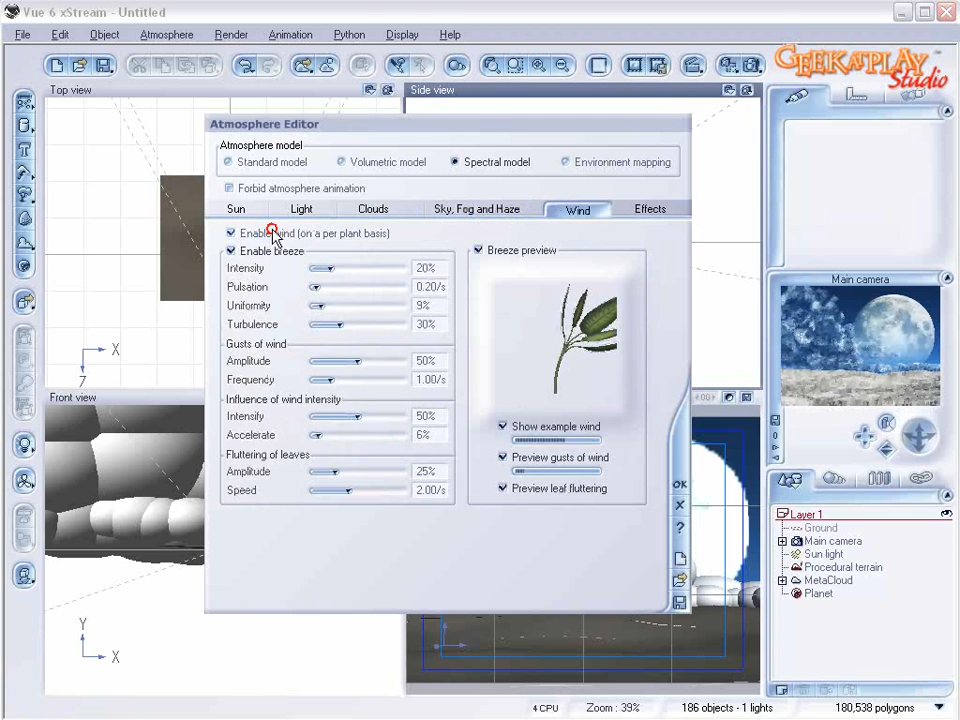 Vue 6 xStream - Untitled
File Edit Object Atmosphere Render Animation Python Display Help
GEEKATPLAY
Studio
Top view
Side view
Atmosphere Editor
Atmosphere model
Standard model Volumetric model Spectral model Environment mapping
Forbid atmosphere animation
Sun Light Clouds Sky, Fog and Haze Wind Effects
Enable wind (on a per plant basis)
Enable breeze
Intensity 20%
Pulsation 0.20/s
Uniformity 9%
Turbulence 30%
Gusts of wind
Amplitude 50%
Frequency 1.00/s
Influence of wind intensity
Intensity 50%
Accelerate 6%
Fluttering of leaves
Amplitude 25%
Speed 2.00/s
Breeze preview
Show example wind
Preview gusts of wind
Preview leaf fluttering
OK
X
?
X
Z
Front view
Y
X
Main camera
0
Layer 1
Ground
Main camera
Sun light
Procedural terrain
MetaCloud
Planet
4 CPU Zoom : 39% 186 objects - 1 lights 180,538 polygons